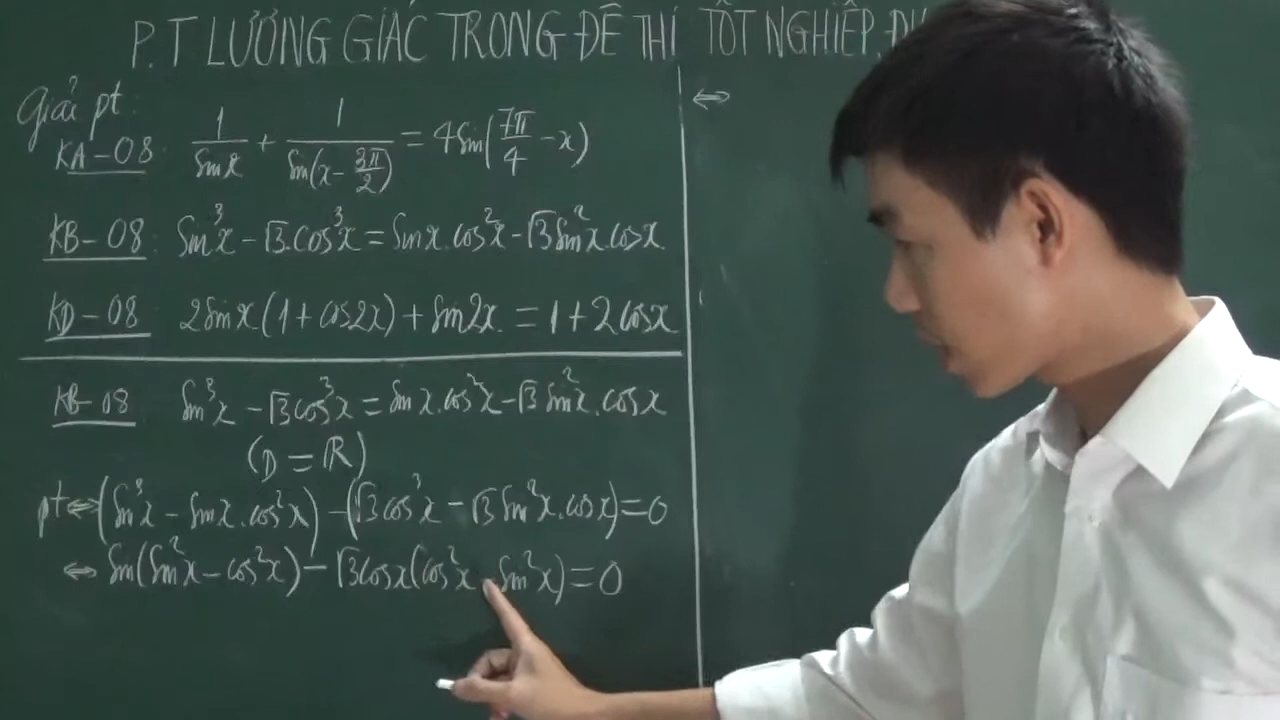 P.T LƯỢNG GIÁC TRONG ĐỀ THI TỐT NGHIỆP,
Giải pt:
KA-08 1/sinx + 1/sin(x - 3π/2) = 4sin(7π/4 - x)
KB-08: sin³x - √3.cos³x = sinx.cos²x - √3sin²x.cosx.
KD-08 2sinx(1+cos2x) + sin2x = 1+2cosx
KB-08 sin³x - √3cos³x = sinx.cos²x - √3sin²x.cosx
(D = ℝ)
pt ⇔ (sin³x - sinx.cos²x) - (√3cos³x - √3sin²x.cosx) = 0
⇔ sin(sin²x - cos²x) - √3cosx(cos²x sin²x) = 0
⇔